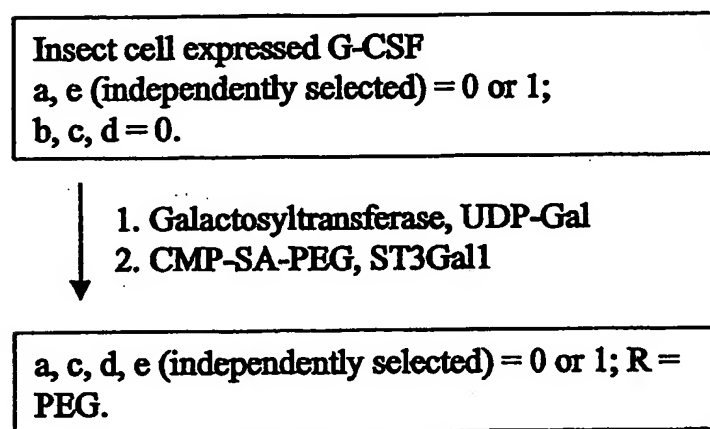 Insect cell expressed G-CSF
a, e (independently selected) = 0 or 1;
b, c, d = 0.
1. Galactosyltransferase, UDP-Gal
2. CMP-SA-PEG, ST3Gal1
a, c, d, e (independently selected) = 0 or 1; R =
PEG.